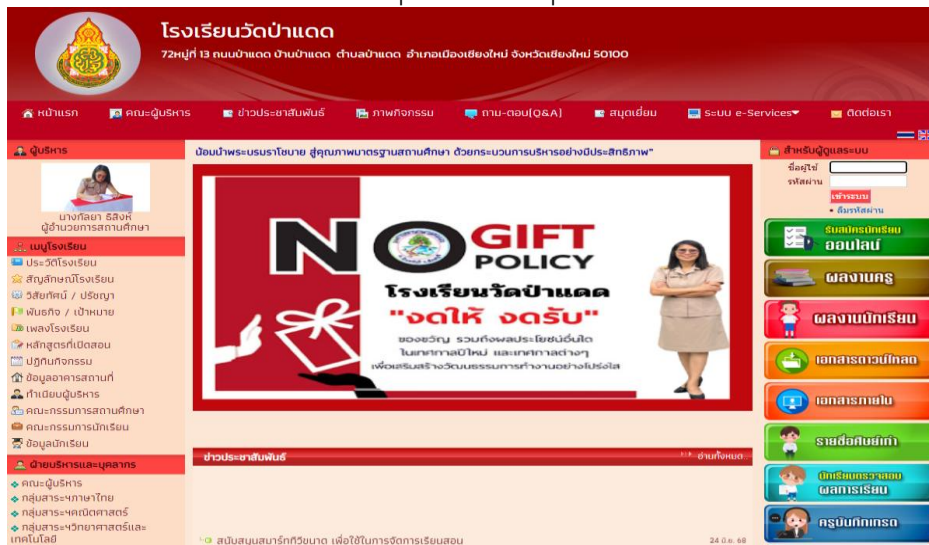 โรงเรียนวัดป่าแดด
72หมู่ที่ 13 ถนนป่าแดด บ้านป่าแดด ตำบลป่าแดด อำเภอเมืองเชียงใหม่ จังหวัดเชียงใหม่ 50100
หน้าแรก
คณะผู้บริหาร
ข่าวประชาสัมพันธ์
ภาพกิจกรรม
ถาม-ตอบ(Q&A)
สมุดเยี่ยม
ระบบ e-Services
ติดต่อเรา
ผู้บริหาร
นางกัลยา ธิสิงห์
ผู้อำนวยการสถานศึกษา
เมนูโรงเรียน
ประวัติโรงเรียน
สัญลักษณ์โรงเรียน
วิสัยทัศน์ / ปรัชญา
พันธกิจ / เป้าหมาย
เพลงโรงเรียน
หลักสูตรที่เปิดสอน
ปฏิทินกิจกรรม
ข้อมูลอาคารสถานที่
ทำเนียบผู้บริหาร
คณะกรรมการสถานศึกษา
คณะกรรมการนักเรียน
ข้อมูลนักเรียน
ฝ่ายบริหารและบุคลากร
คณะผู้บริหาร
กลุ่มสาระฯภาษาไทย
กลุ่มสาระฯคณิตศาสตร์
กลุ่มสาระฯวิทยาศาสตร์และ
เทคโนโลยี
น้อมนำพระบรมราโชบาย สู่คุณภาพมาตรฐานสถานศึกษา ด้วยกระบวนการบริหารอย่างมีประสิทธิภาพ"
NO GIFT
POLICY
โรงเรียนวัดป่าแดด
"งดให้ งดรับ"
ของขวัญ รวมถึงผลประโยชน์อื่นใด
ในเทศกาลปีใหม่ และเทศกาลต่างๆ
เพื่อเสริมสร้างวัฒนธรรมการทำงานอย่างโปร่งใส
ข่าวประชาสัมพันธ์
อ่านทั้งหมด..
สนับสนุนสมาร์ททีวีขนาด เพื่อใช้ในการจัดการเรียนสอน
24 มิ.ย. 68
สำหรับผู้ดูแลระบบ
ชื่อผู้ใช้
รหัสผ่าน
เข้าระบบ
ลืมรหัสผ่าน
รับสมัครนักเรียน
ออนไลน์
ผลงานครู
ผลงานนักเรียน
เอกสารดาวน์โหลด
เอกสารภายใน
รายชื่อศิษย์เก่า
นักเรียนตรวจสอบ
ผลการเรียน
ครูบันทึกเกรด